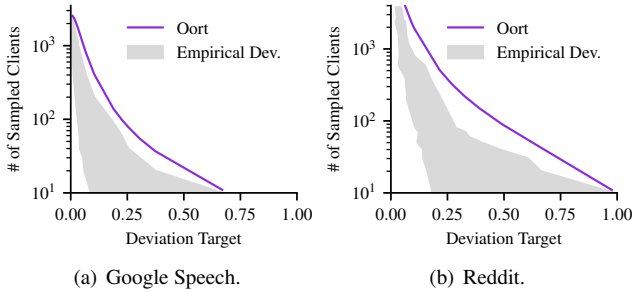 # of Sampled Clients
10³
10²
10¹
Oort
Empirical Dev.
0.00 0.25 0.50 0.75 1.00
Deviation Target
(a) Google Speech.
# of Sampled Clients
10³
10²
10¹
Oort
Empirical Dev.
0.00 0.25 0.50 0.75 1.00
Deviation Target
(b) Reddit.